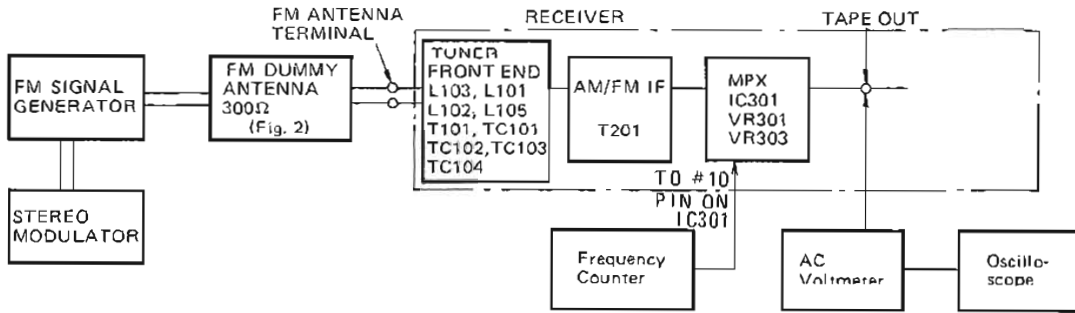 FM ANTENNA
TERMINAL
RECEIVER
TAPE OUT
FM SIGNAL
GENERATOR
FM DUMMY
ANTENNA
300Ω
(Fig. 2)
TUNER
FRONT END
L103, L101
L102, L105
T101, TC101
TC102, TC103
TC104
AM/FM IF
T201
MPX
IC301
VR301
VR303
TO #10
PIN ON
IC301
STEREO
MODULATOR
Frequency
Counter
AC
Voltmeter
Oscillo-
scope